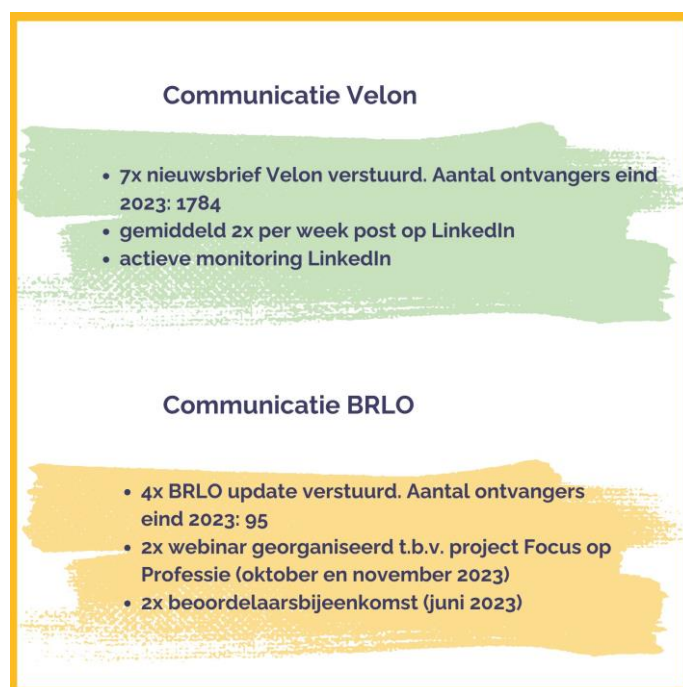 Communicatie Velon
• 7x nieuwsbrief Velon verstuurd. Aantal ontvangers eind
2023: 1784
• gemiddeld 2x per week post op LinkedIn
• actieve monitoring LinkedIn
Communicatie BRLO
• 4x BRLO update verstuurd. Aantal ontvangers
eind 2023: 95
• 2x webinar georganiseerd t.b.v. project Focus op
Professie (oktober en november 2023)
• 2x beoordelaarsbijeenkomst (juni 2023)